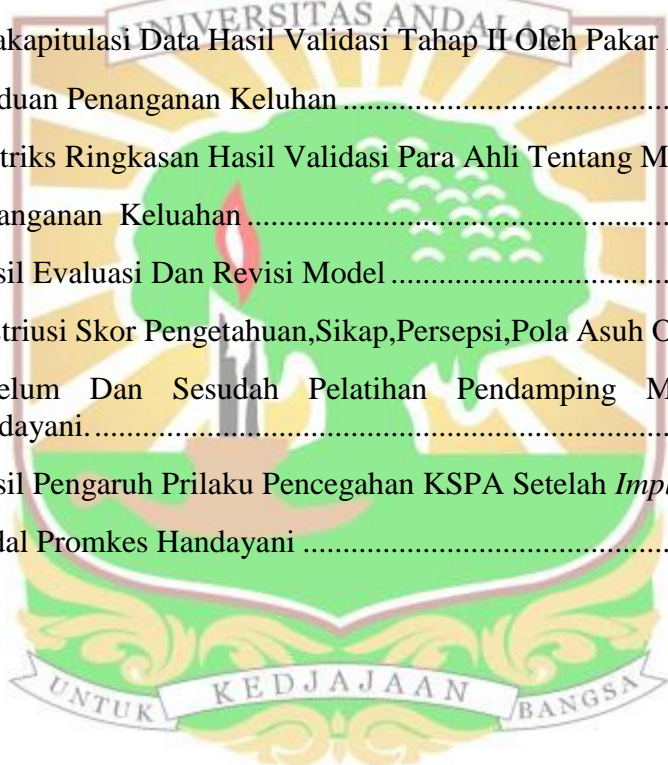 UNIVERSITAS ANDALAS
akapitulasi Data Hasil Validasi Tahap II Oleh Pakar
duan Penanganan Keluhan ........................................
triks Ringkasan Hasil Validasi Para Ahli Tentang M
anganan Keluahan ........................................
sil Evaluasi Dan Revisi Model ........................................
striusi Skor Pengetahuan,Sikap,Persepsi,Pola Asuh O
elum Dan Sesudah Pelatihan Pendamping M
dayani. ........................................
sil Pengaruh Prilaku Pencegahan KSPA Setelah Impl
dal Promkes Handayani ........................................
UNTUK KEDJAJAAN BANGSA